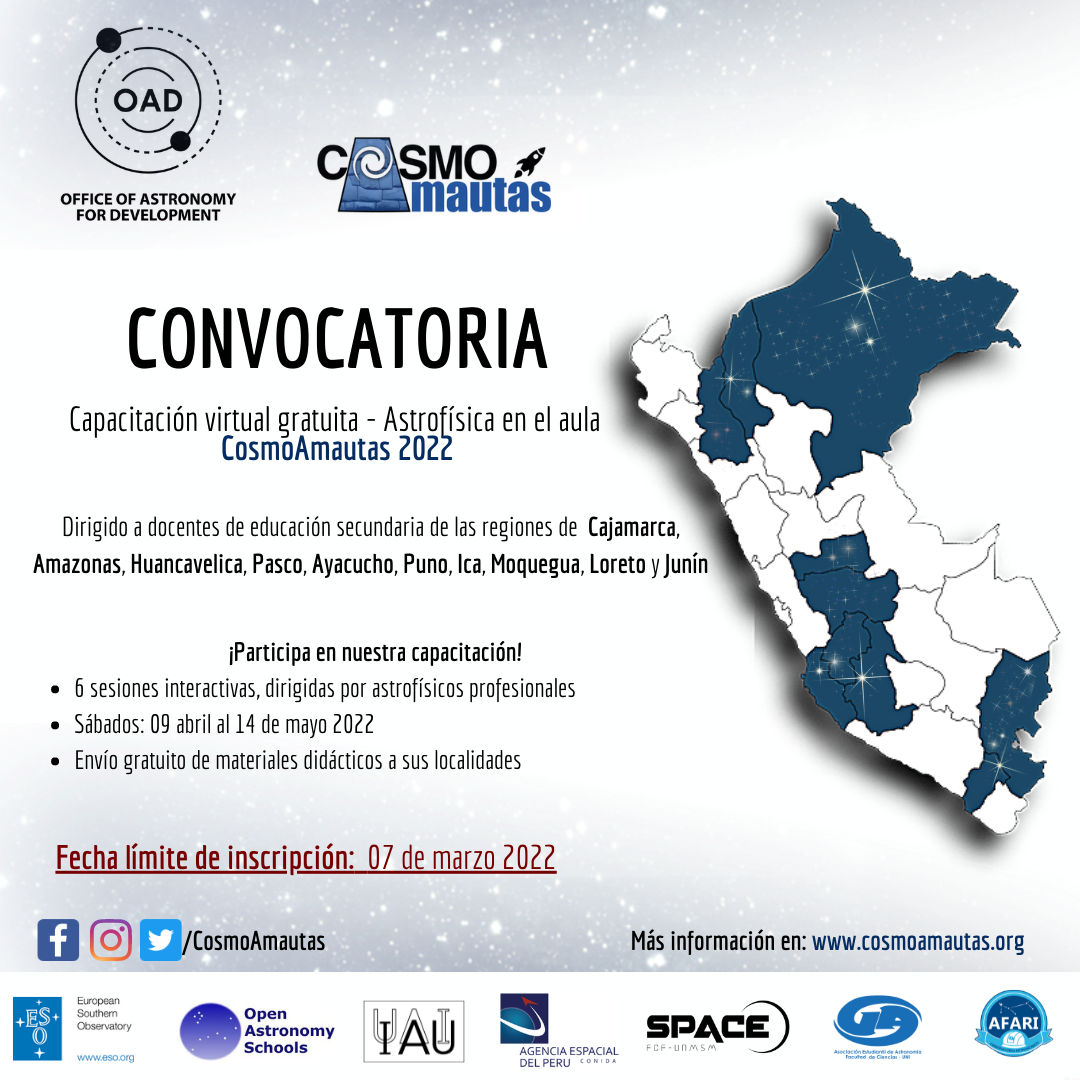 OAD
OFFICE OF ASTRONOMY
FOR DEVELOPMENT
COSMO
amautas
CONVOCATORIA
Capacitación virtual gratuita - Astrofísica en el aula
CosmoAmautas 2022
Dirigido a docentes de educación secundaria de las regiones de Cajamarca,
Amazonas, Huancavelica, Pasco, Ayacucho, Puno, Ica, Moquegua, Loreto y Junín
¡Participa en nuestra capacitación!
• 6 sesiones interactivas, dirigidas por astrofísicos profesionales
• Sábados: 09 abril al 14 de mayo 2022
• Envío gratuito de materiales didácticos a sus localidades
Fecha límite de inscripción: 07 de marzo 2022
/CosmoAmautas
Más información en: www.cosmoamautas.org
ESO
European
Southern
Observatory
www.eso.org
Open
Astronomy
Schools
UAI
IAU
AGENCIA ESPACIAL
DEL PERU CONIDA
SPACE
FCF-UNMSM
Asociación Estudiantil de Astronomía
Facultad de Ciencias - UNI
AFARI